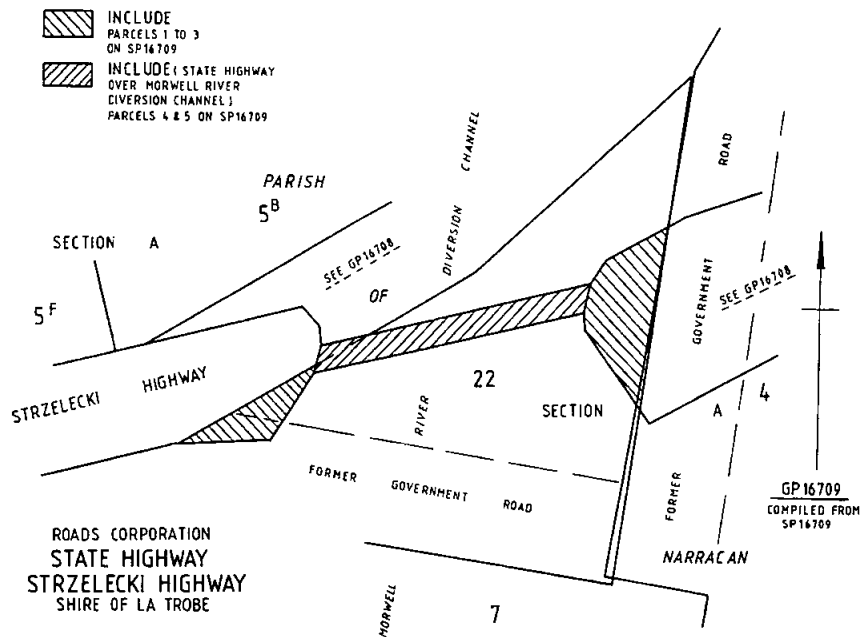 INCLUDE
PARCELS 1 TO 3
ON SP16709
INCLUDE (STATE HIGHWAY
OVER MORWELL RIVER
DIVERSION CHANNEL)
PARCELS 4 & 5 ON SP16709
PARISH
5B
SECTION A
5F
SEE GP16708
OF
DIVERSION CHANNEL
ROAD
GOVERNMENT
SEE GP16708
STRZELECKI HIGHWAY
22
RIVER
SECTION
A
4
FORMER GOVERNMENT ROAD
FORMER
GP16709
COMPILED FROM
SP16709
NARRACAN
ROADS CORPORATION
STATE HIGHWAY
STRZELECKI HIGHWAY
SHIRE OF LA TROBE
MORWELL
7